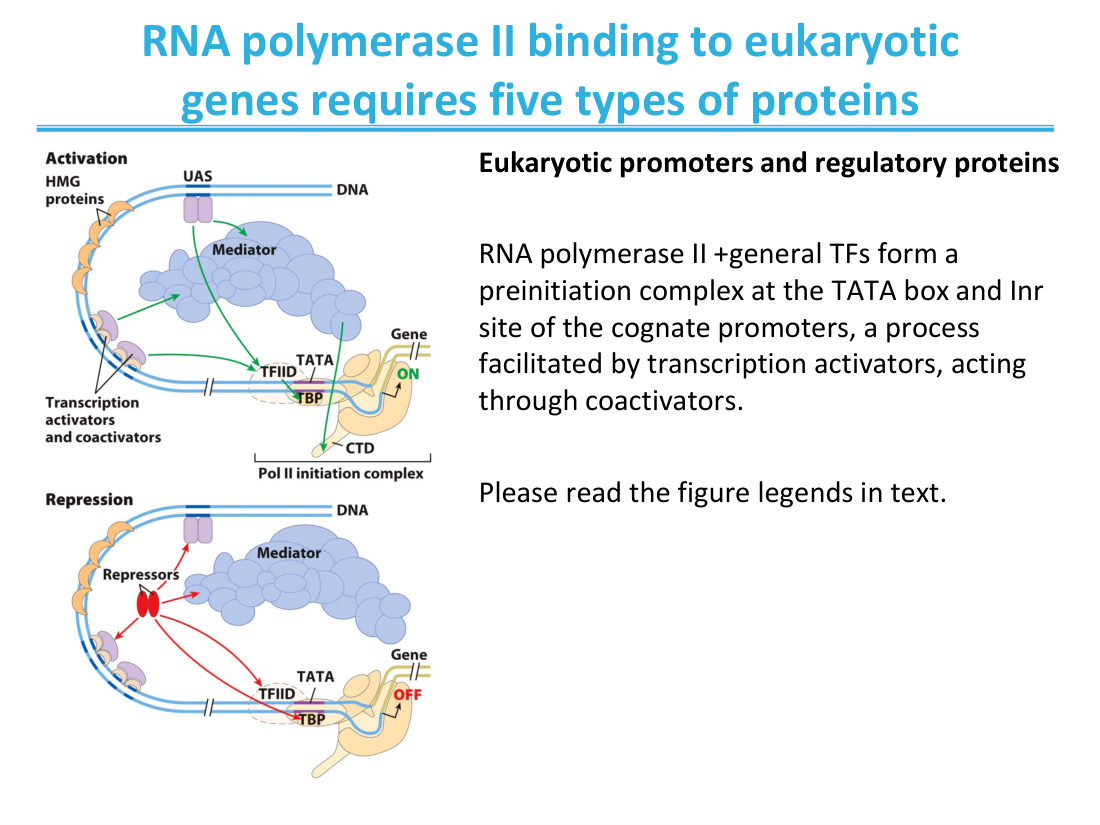 RNA polymerase II binding to eukaryotic
genes requires five types of proteins
Activation
HMG
proteins
UAS
DNA
Mediator
Gene
TATA
TFIID
ON
TBP
Transcription
activators
and coactivators
CTD
Pol II initiation complex
Repression
DNA
Mediator
Repressors
Gene
TATA
TFIID
OFF
TBP
Eukaryotic promoters and regulatory proteins
RNA polymerase II +general TFs form a
preinitiation complex at the TATA box and Inr
site of the cognate promoters, a process
facilitated by transcription activators, acting
through coactivators.
Please read the figure legends in text.